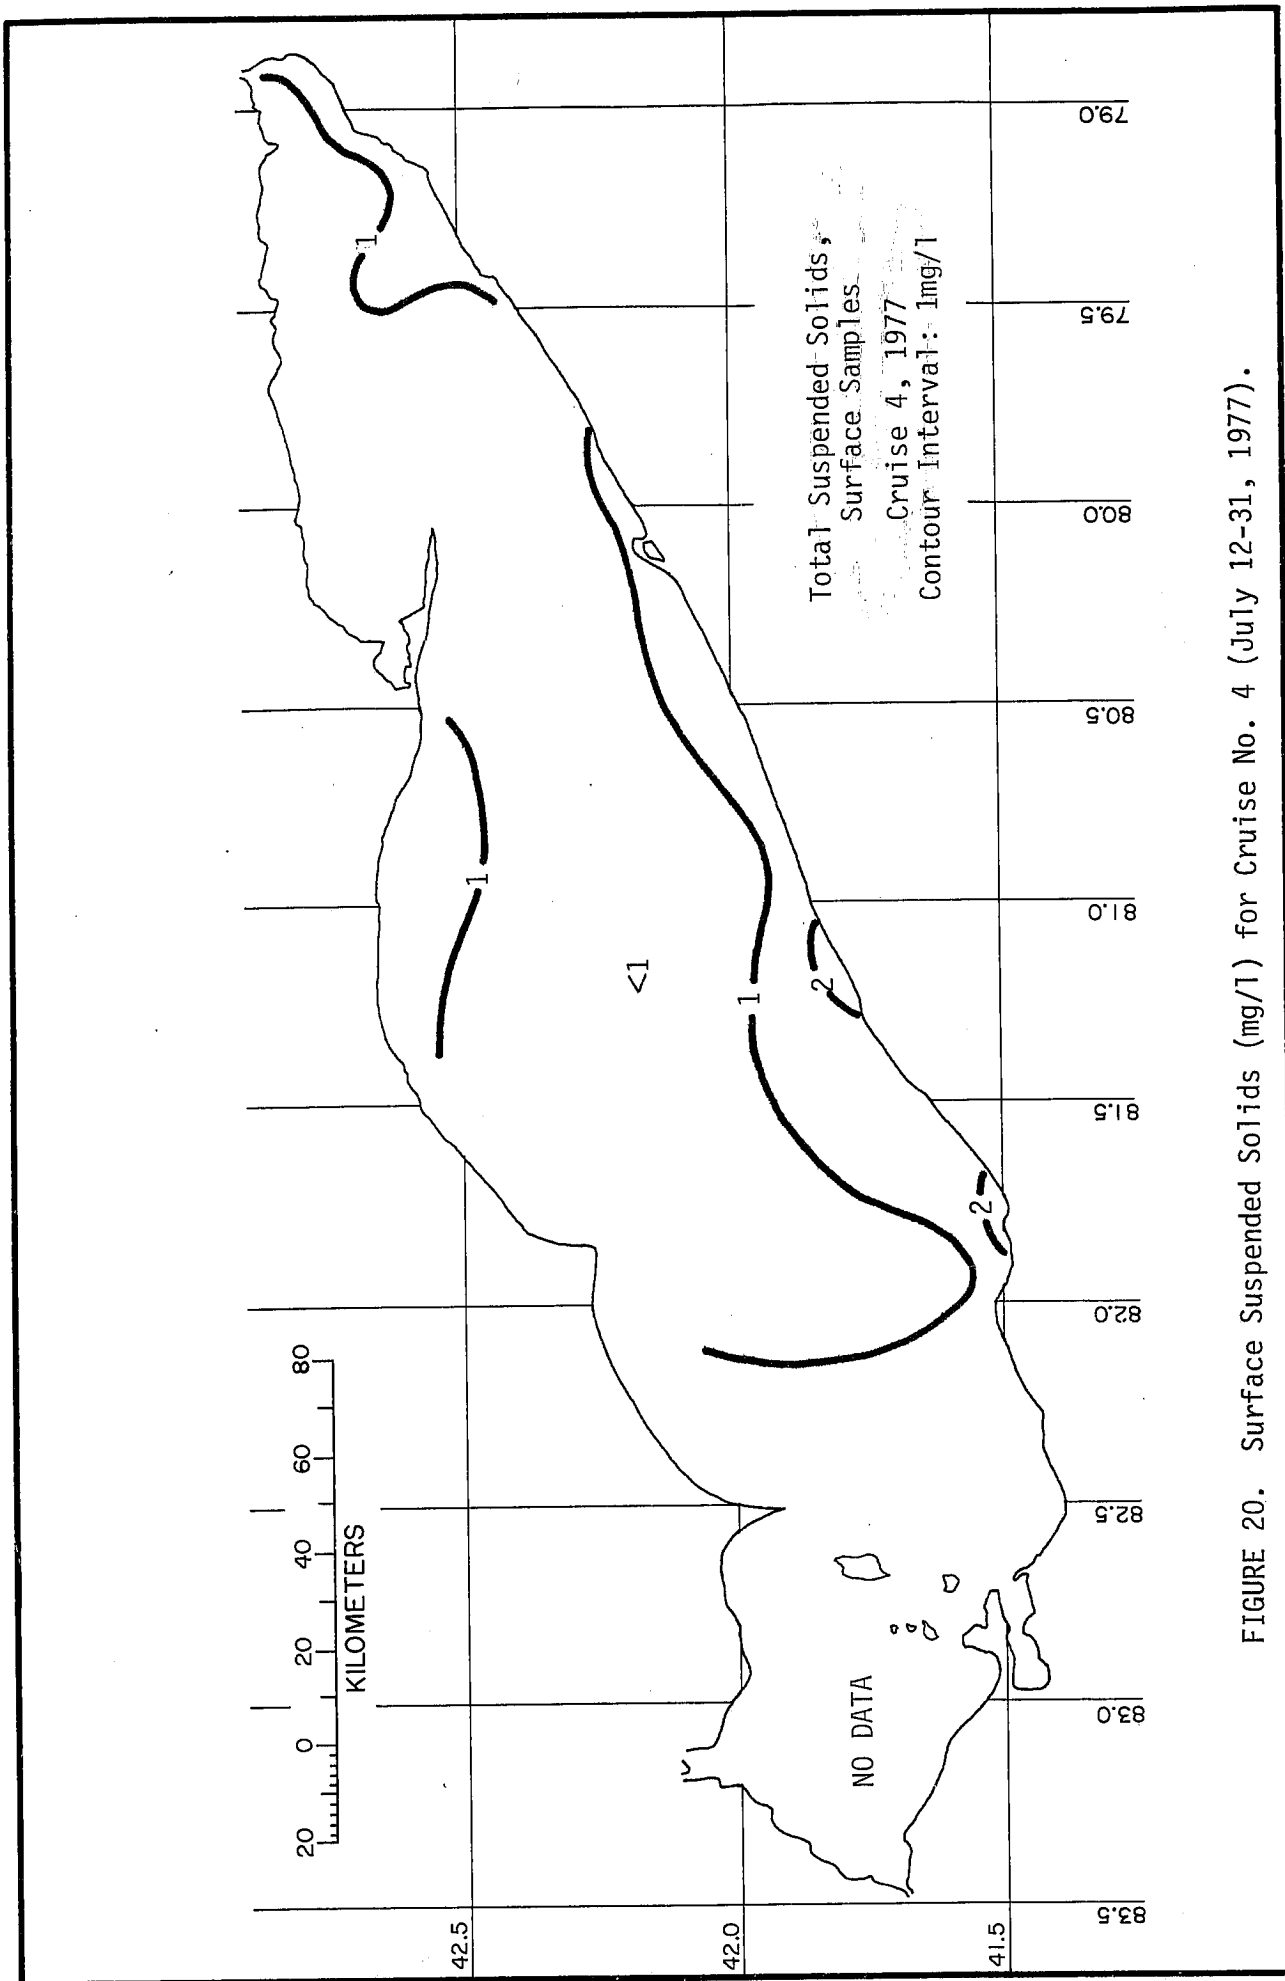 20 0 20 40 60 80
KILOMETERS
42.5
42.0
41.5
83.5 83.0 82.5 82.0 81.5 81.0 80.5 80.0 79.5 79.0
1
1
<1
1
2
2
NO DATA
Total Suspended Solids,
Surface Samples
Cruise 4, 1977
Contour Interval: 1mg/l
FIGURE 20. Surface Suspended Solids (mg/l) for Cruise No. 4 (July 12-31, 1977).